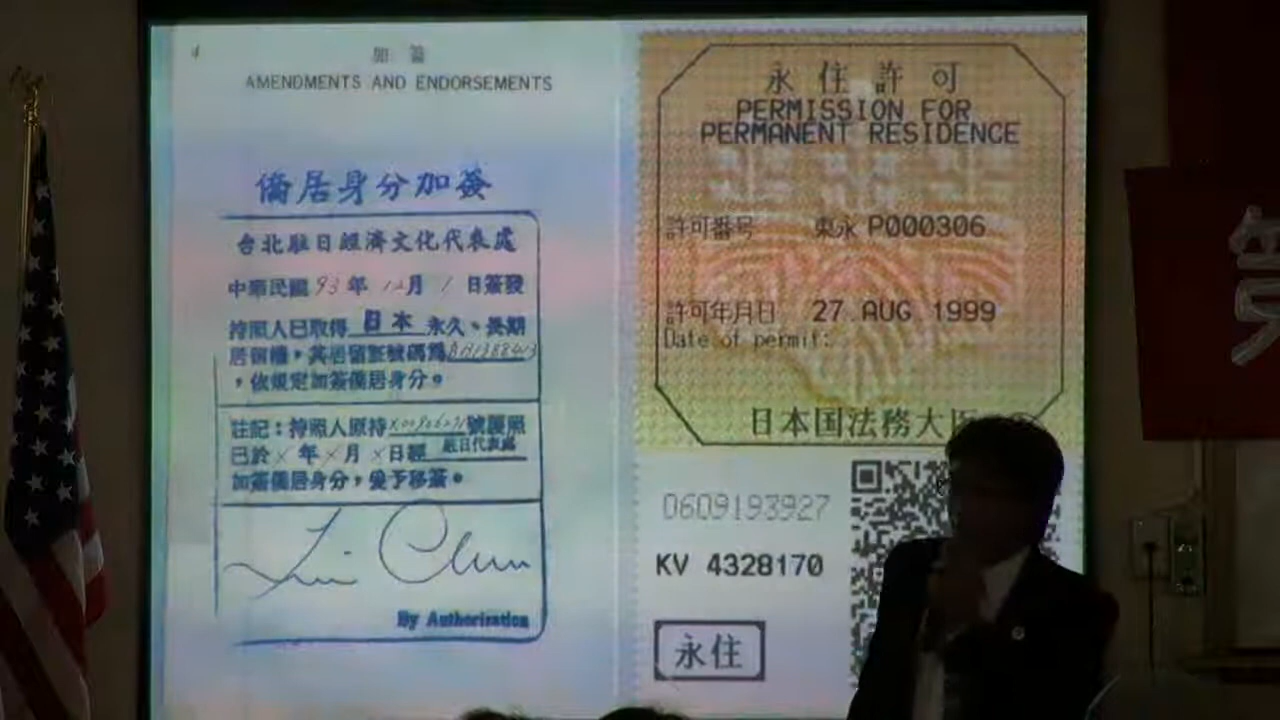 4
加簽
AMENDMENTS AND ENDORSEMENTS
僑居身分加簽
台北駐日經濟文化代表處
中華民國 93 年 12 月 1 日簽發
持照人已取得 日本 永久、長期
居留權，其居留證號碼為
，依規定加簽僑居身分。
註記：持照人原持 號護照
已於 × 年 × 月 × 日經 駐日代表處
加簽僑居身分，爰予移簽。
By Authorization
永住許可
PERMISSION FOR
PERMANENT RESIDENCE
許可番号 東永 P000306
許可年月日 27 AUG 1999
Date of permit:
日本国法務大臣
0609193927
KV 4328170
永住